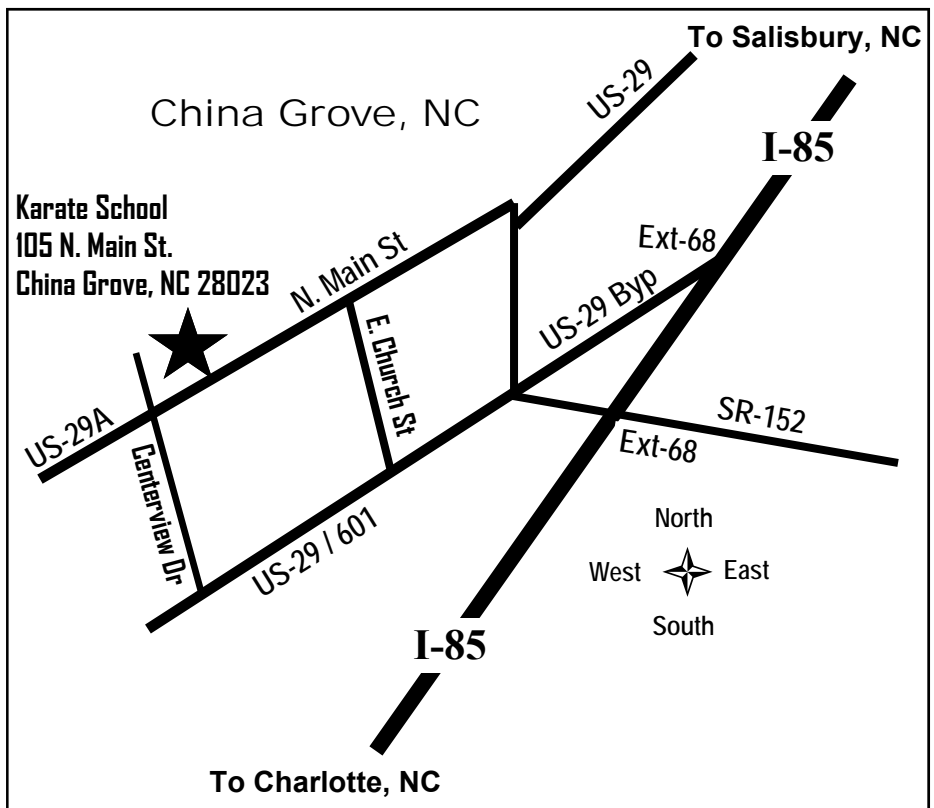 To Salisbury, NC
China Grove, NC
US-29
I-85
Karate School
105 N. Main St.
China Grove, NC 28023
N. Main St
Ext-68
US-29 Byp
E. Church St
US-29A
Centerview Dr
SR-152
Ext-68
US-29 / 601
North
West
East
South
I-85
To Charlotte, NC